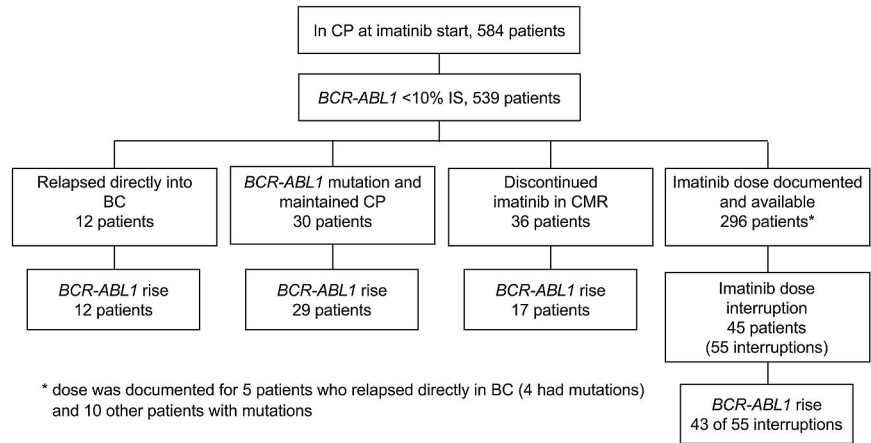 In CP at imatinib start, 584 patients
BCR-ABL1 <10% IS, 539 patients
Relapsed directly into
BC
12 patients
BCR-ABL1 mutation and
maintained CP
30 patients
Discontinued
imatinib in CMR
36 patients
Imatinib dose documented
and available
296 patients*
BCR-ABL1 rise
12 patients
BCR-ABL1 rise
29 patients
BCR-ABL1 rise
17 patients
Imatinib dose
interruption
45 patients
(55 interruptions)
* dose was documented for 5 patients who relapsed directly in BC (4 had mutations)
and 10 other patients with mutations
BCR-ABL1 rise
43 of 55 interruptions